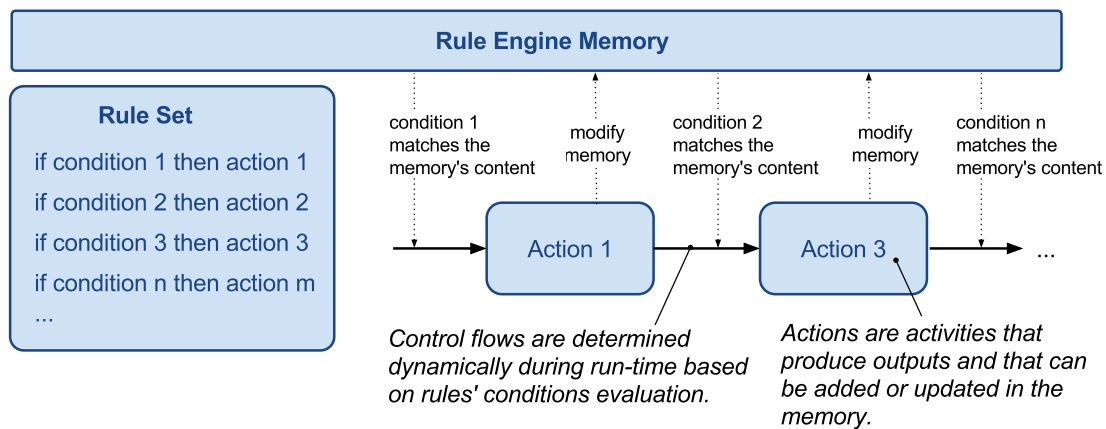 Rule Engine Memory
Rule Set
if condition 1 then action 1
if condition 2 then action 2
if condition 3 then action 3
if condition n then action m
...
condition 1
matches the
memory's content
modify
memory
condition 2
matches the
memory's content
modify
memory
condition n
matches the
memory's content
Action 1
Action 3
...
Control flows are determined
dynamically during run-time based
on rules' conditions evaluation.
Actions are activities that
produce outputs and that can
be added or updated in the
memory.